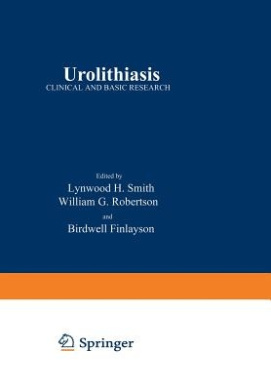 Urolithiasis
CLINICAL AND BASIC RESEARCH
Edited by
Lynwood H. Smith
William G. Robertson
and
Birdwell Finlayson
Springer